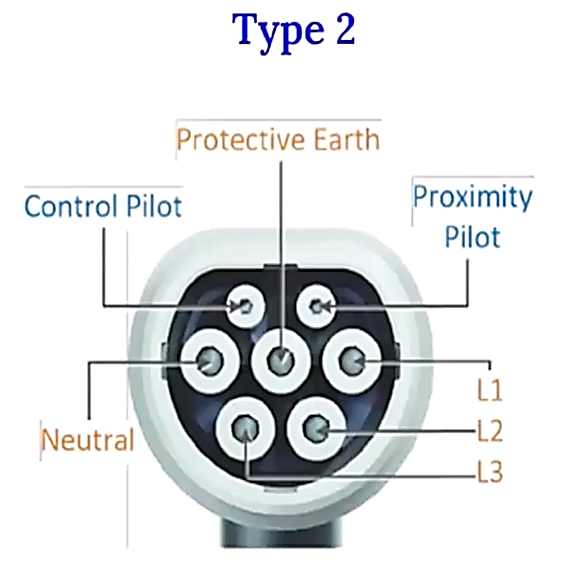 Type 2
Protective Earth
Control Pilot
Proximity
Pilot
L1
Neutral
L2
L3